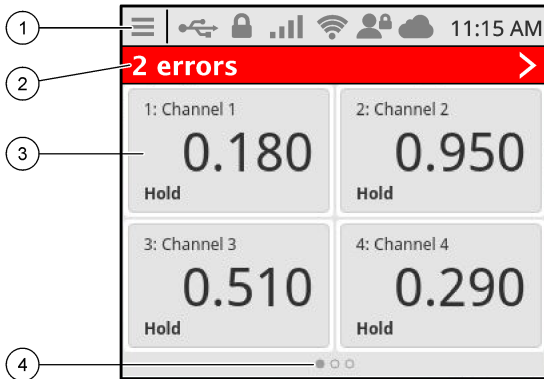 1
11:15 AM
2
2 errors
3
1: Channel 1
0.180
Hold
2: Channel 2
0.950
Hold
3: Channel 3
0.510
Hold
4: Channel 4
0.290
Hold
4